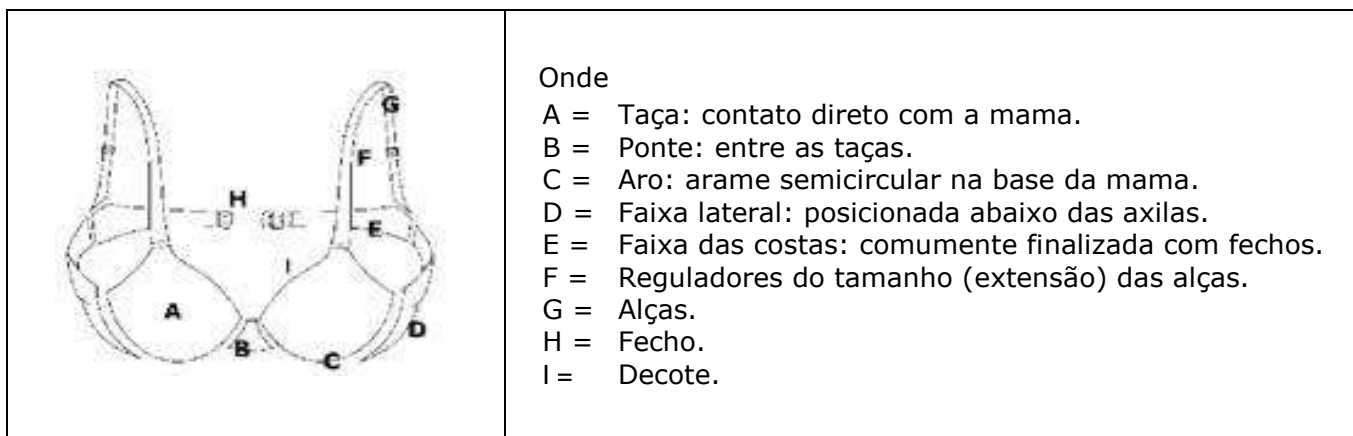 G
F
H
E
I
A
D
B
C
Onde
A = Taça: contato direto com a mama.
B = Ponte: entre as taças.
C = Aro: arame semicircular na base da mama.
D = Faixa lateral: posicionada abaixo das axilas.
E = Faixa das costas: comumente finalizada com fechos.
F = Reguladores do tamanho (extensão) das alças.
G = Alças.
H = Fecho.
I = Decote.